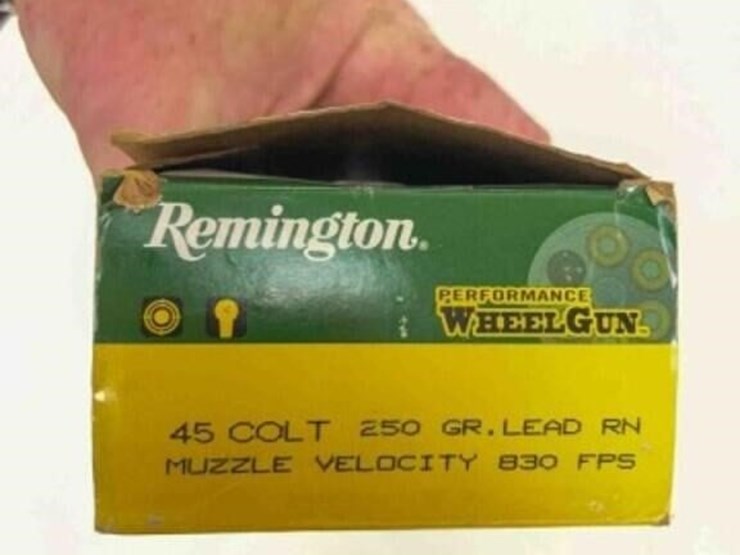 Remington.
PERFORMANCE
WHEELGUN.
45 COLT 250 GR. LEAD RN
MUZZLE VELOCITY 830 FPS